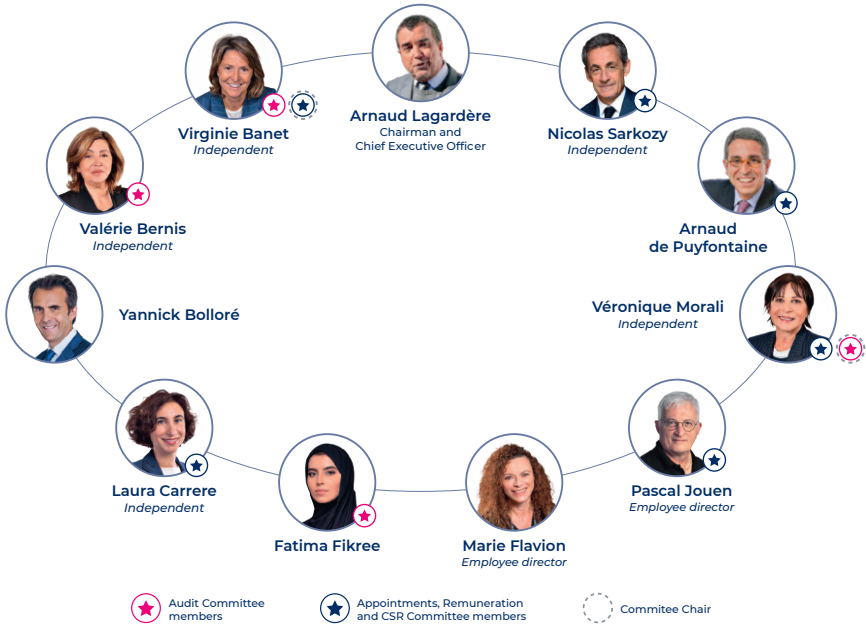 Arnaud Lagardère
Chairman and
Chief Executive Officer
Virginie Banet
Independent
Nicolas Sarkozy
Independent
Valérie Bernis
Independent
Arnaud
de Puyfontaine
Yannick Bolloré
Véronique Morali
Independent
Laura Carrere
Independent
Pascal Jouen
Employee director
Fatima Fikree
Marie Flavion
Employee director
Audit Committee
members
Appointments, Remuneration
and CSR Committee members
Commitee Chair